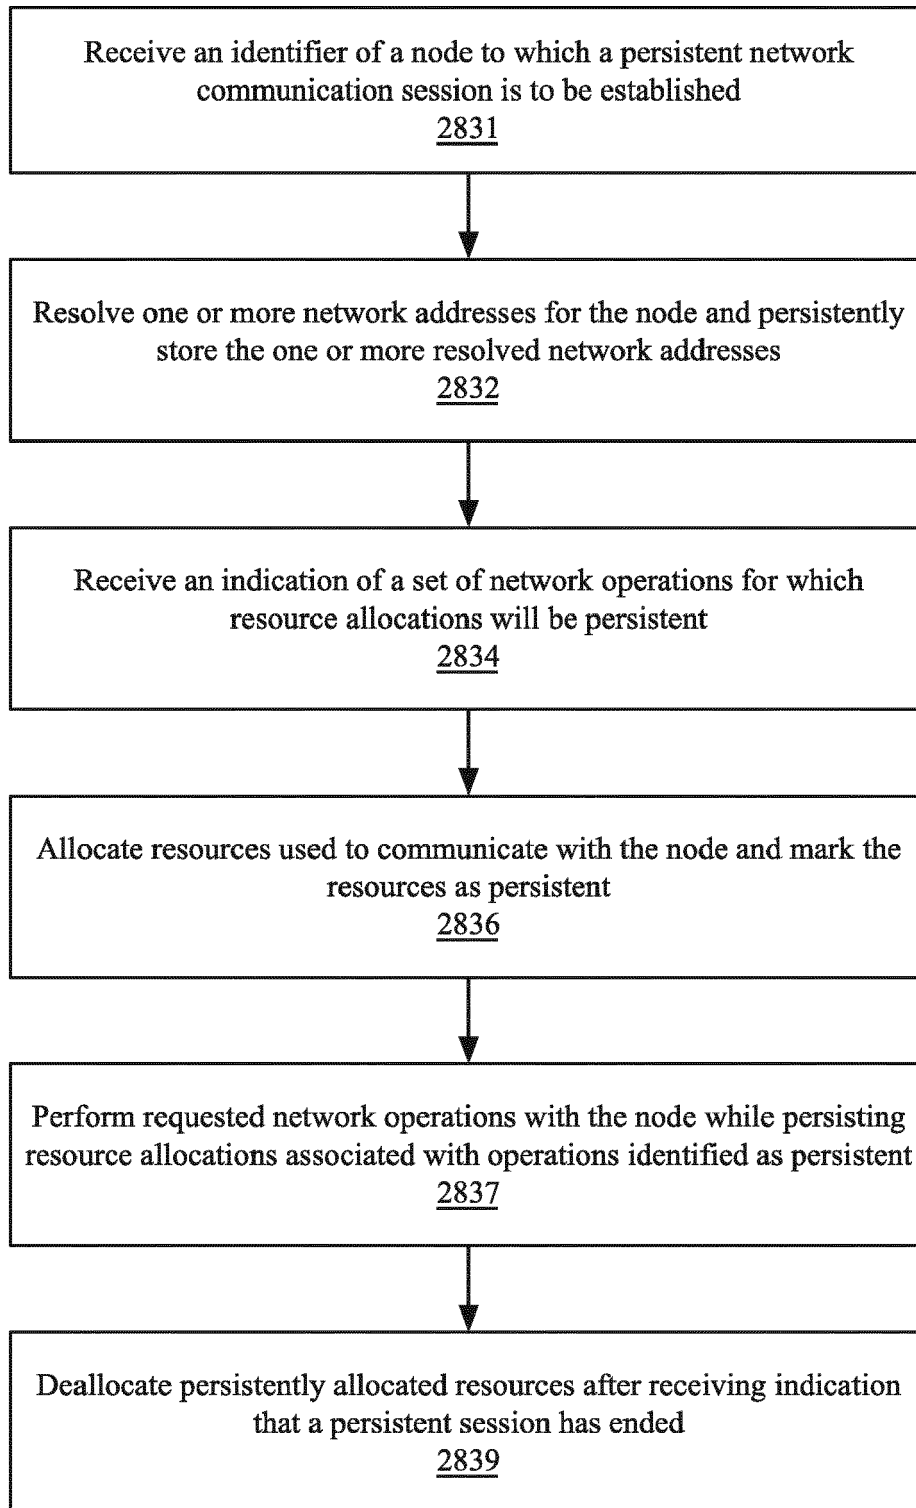 Receive an identifier of a node to which a persistent network
communication session is to be established
2831
Resolve one or more network addresses for the node and persistently
store the one or more resolved network addresses
2832
Receive an indication of a set of network operations for which
resource allocations will be persistent
2834
Allocate resources used to communicate with the node and mark the
resources as persistent
2836
Perform requested network operations with the node while persisting
resource allocations associated with operations identified as persistent
2837
Deallocate persistently allocated resources after receiving indication
that a persistent session has ended
2839